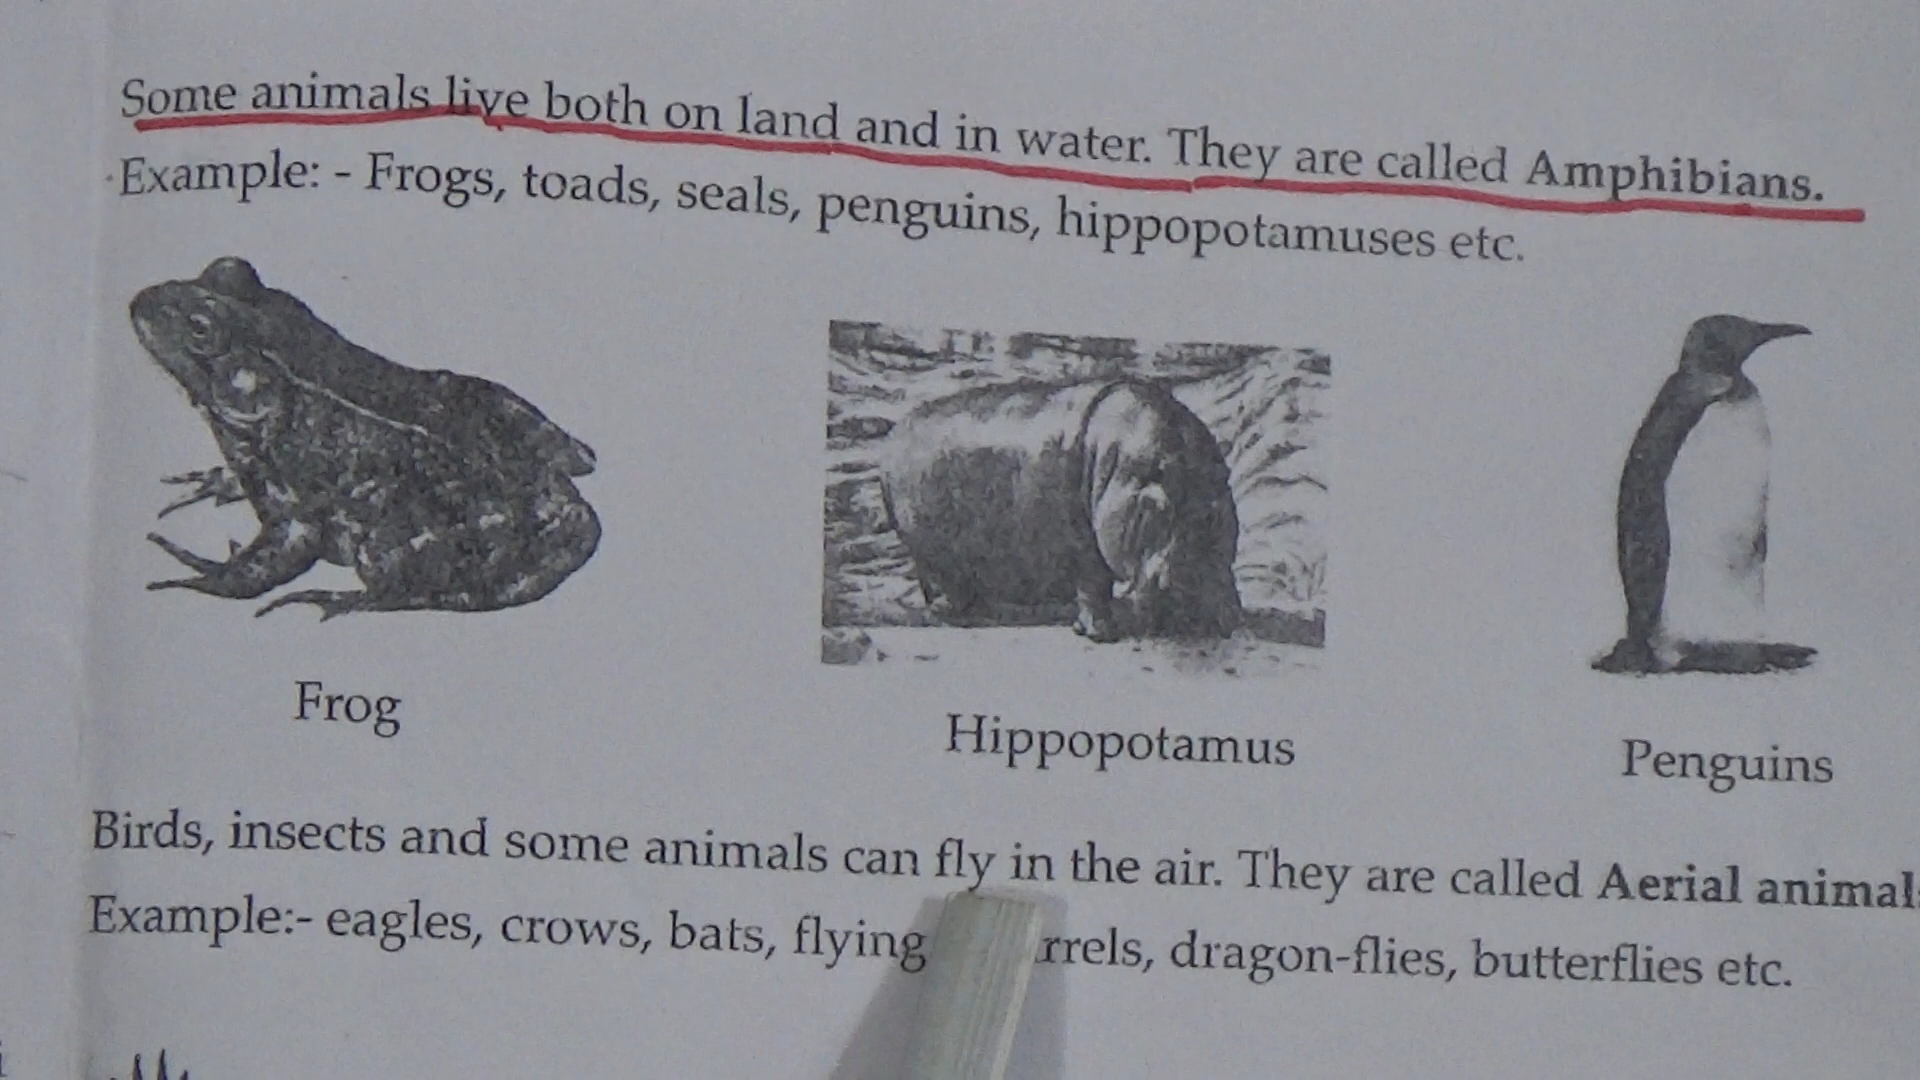 Some animals live both on land and in water. They are called Amphibians.
Example: - Frogs, toads, seals, penguins, hippopotamuses etc.
Frog
Hippopotamus
Penguins
Birds, insects and some animals can fly in the air. They are called Aerial animal
Example:- eagles, crows, bats, flying rrels, dragon-flies, butterflies etc.